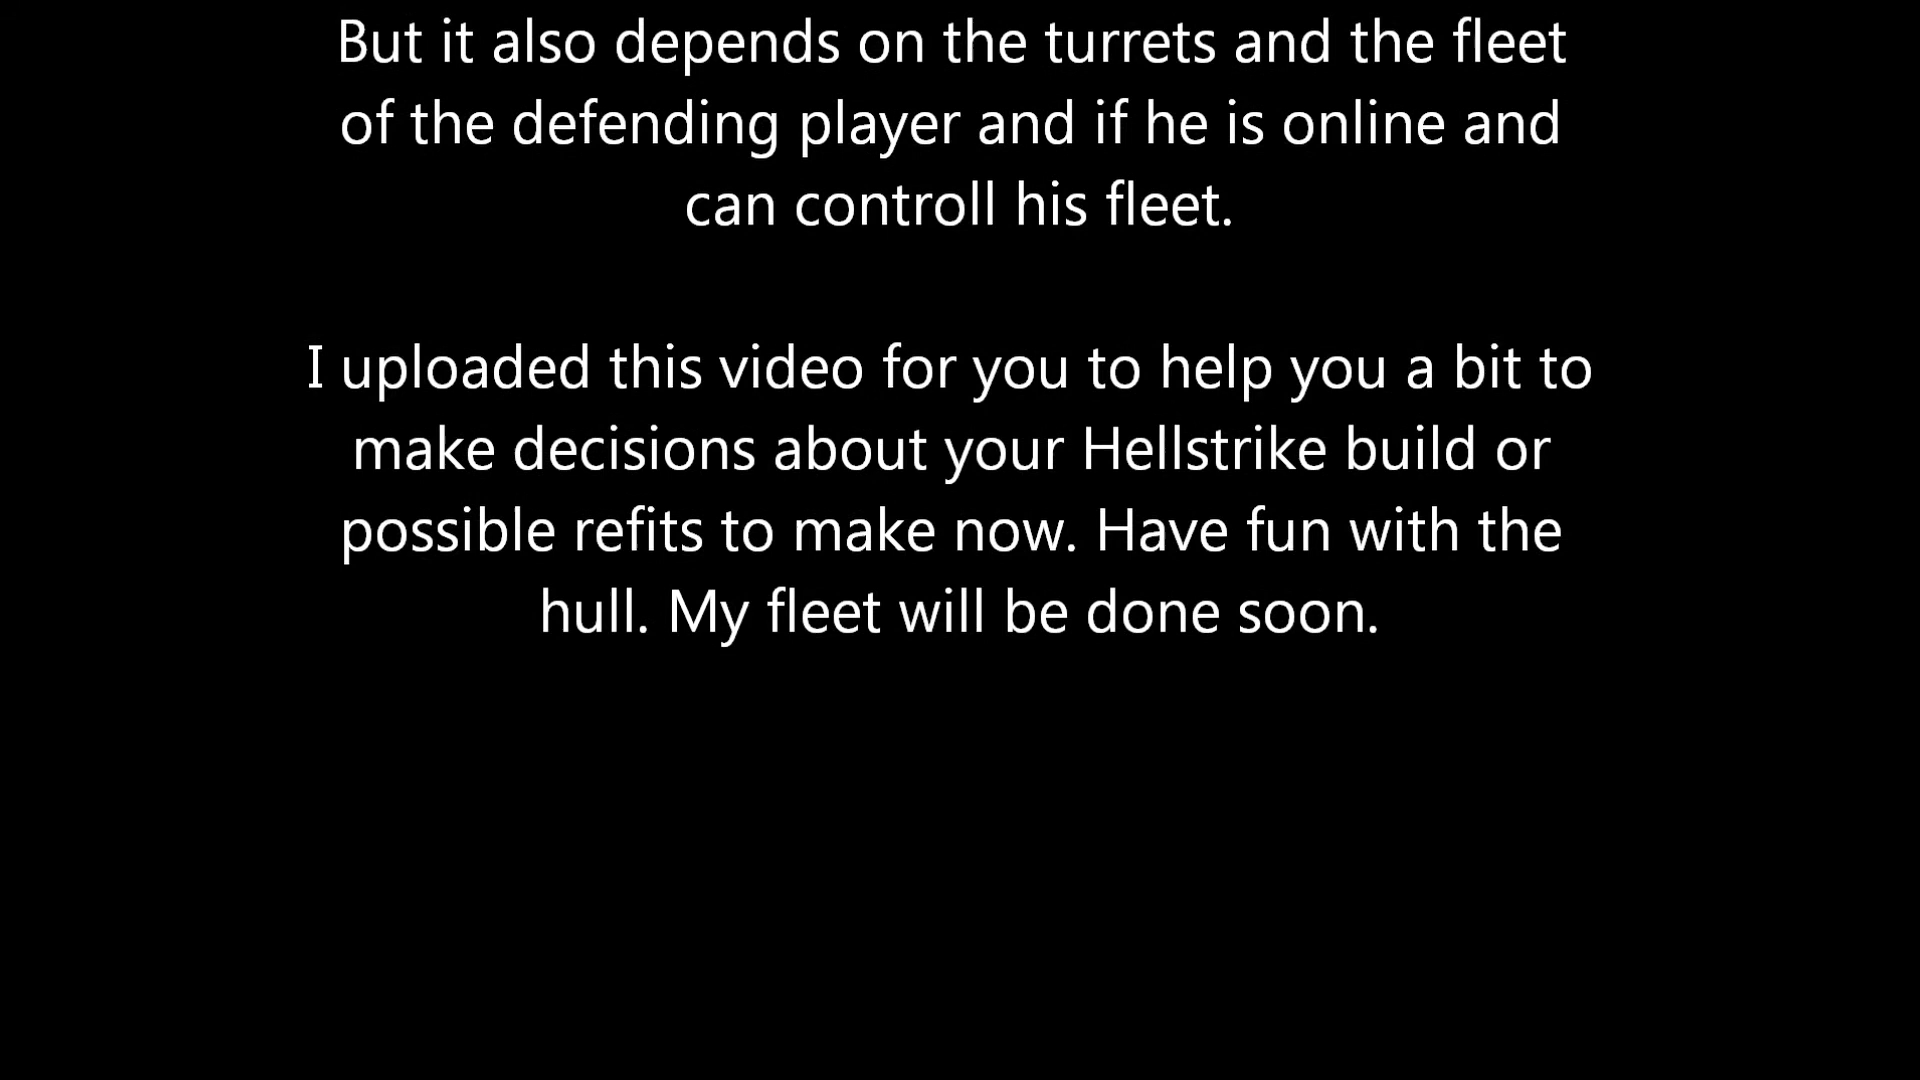 But it also depends on the turrets and the fleet
of the defending player and if he is online and
can controll his fleet.
I uploaded this video for you to help you a bit to
make decisions about your Hellstrike build or
possible refits to make now. Have fun with the
hull. My fleet will be done soon.